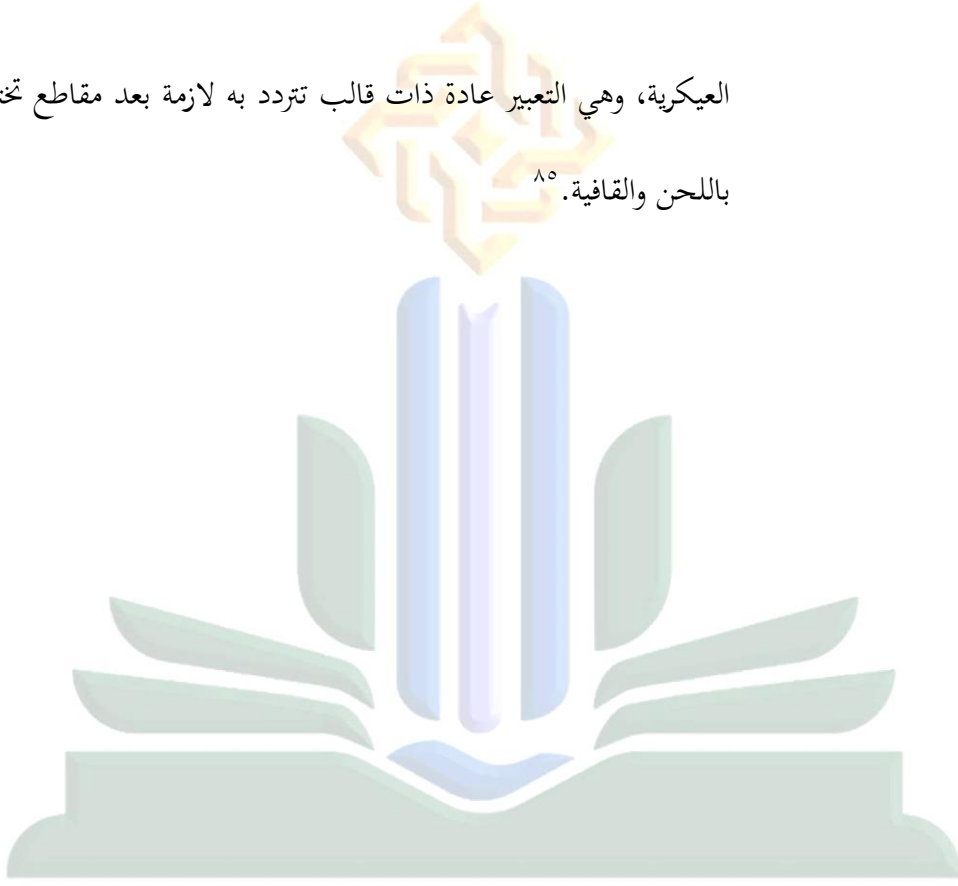 العيكرية، وهي التعبير عادة ذات قالب تتردد به لازمة بعد مقاطع
باللحن والقافية.٨٥